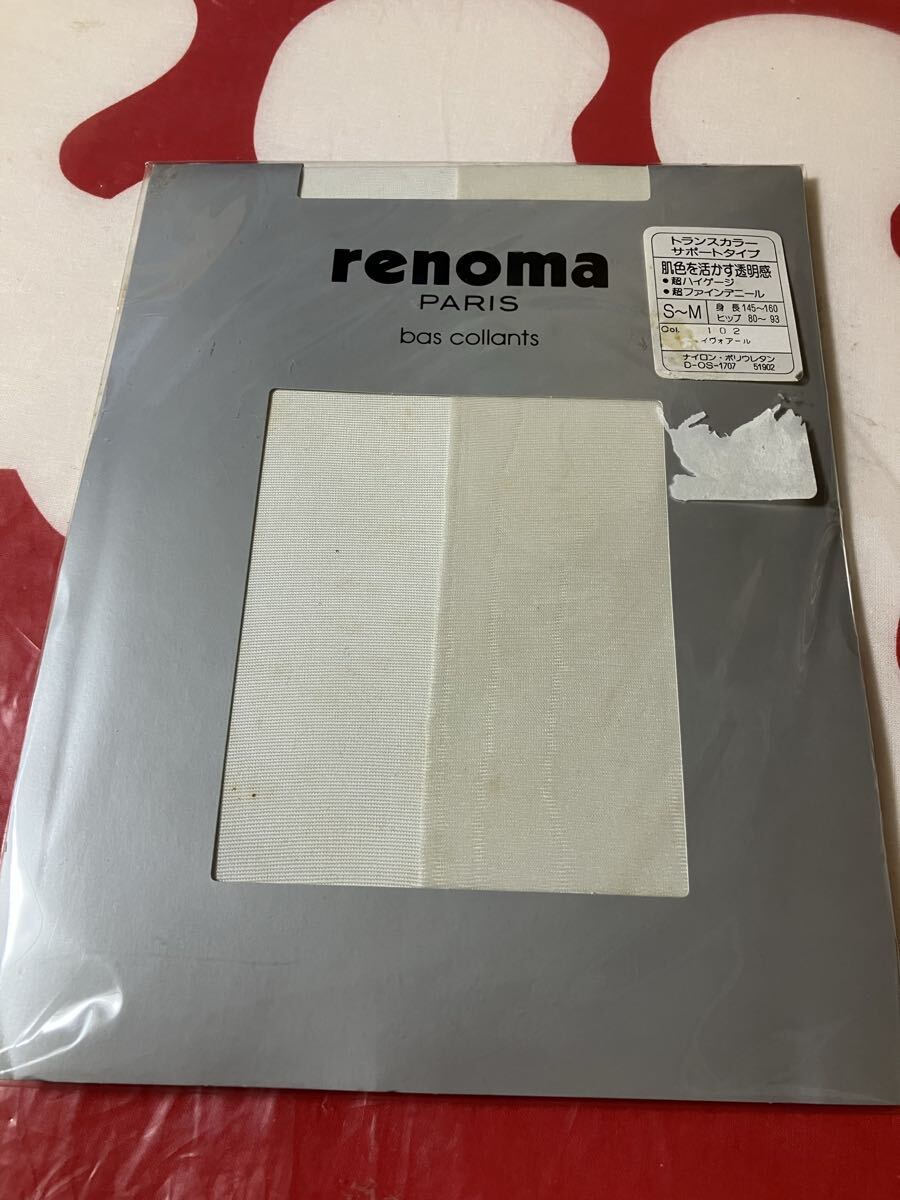 renoma
PARIS
bas collants
トランスカラー
サポートタイプ
肌色を活かす透明感
●超ハイゲージ
●超ファインデニール
S～M 身長145～160
ヒップ 80～93
Col. 102
イヴォアール
ナイロン・ポリウレタン
D-OS-1707 51902